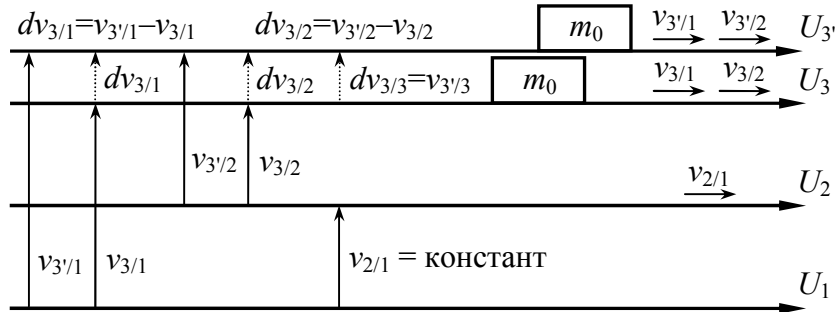 dv3/1=v3'/1–v3/1 dv3/2=v3'/2–v3/2 m0 v3'/1 v3'/2 U3'
dv3/1 dv3/2 dv3/3=v3'/3 m0 v3/1 v3/2 U3
v3'/2 v3/2 v2/1 U2
v3'/1 v3/1 v2/1 = констант U1